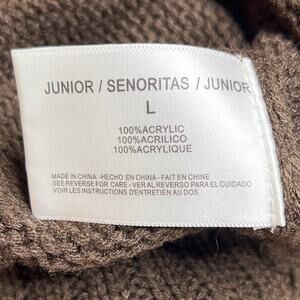 JUNIOR / SENORITAS / JUNIOR
L
100%ACRYLIC
100%ACRILICO
100%ACRYLIQUE
MADE IN CHINA -HECHO EN CHINA - FAIT EN CHINE
SEE REVERSE FOR CARE - VER AL REVERSO PARA EL CUIDADO
VOIR LES INSTRUCTIONS D'ENTRETIEN AU DOS